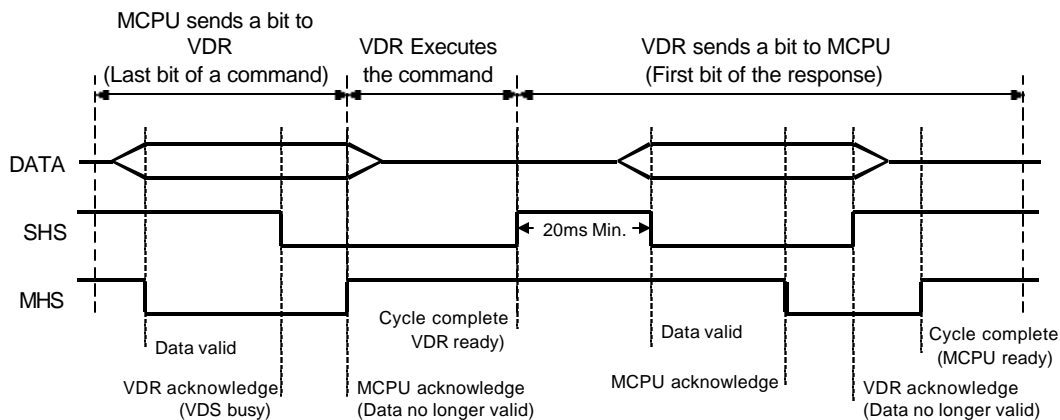 MCPU sends a bit to
VDR
(Last bit of a command)
VDR Executes
the command
VDR sends a bit to MCPU
(First bit of the response)
DATA
SHS
20ms Min.
MHS
Data valid
VDR acknowledge
(VDS busy)
MCPU acknowledge
(Data no longer valid)
Cycle complete
VDR ready)
Data valid
MCPU acknowledge
VDR acknowledge
(Data no longer valid)
Cycle complete
(MCPU ready)